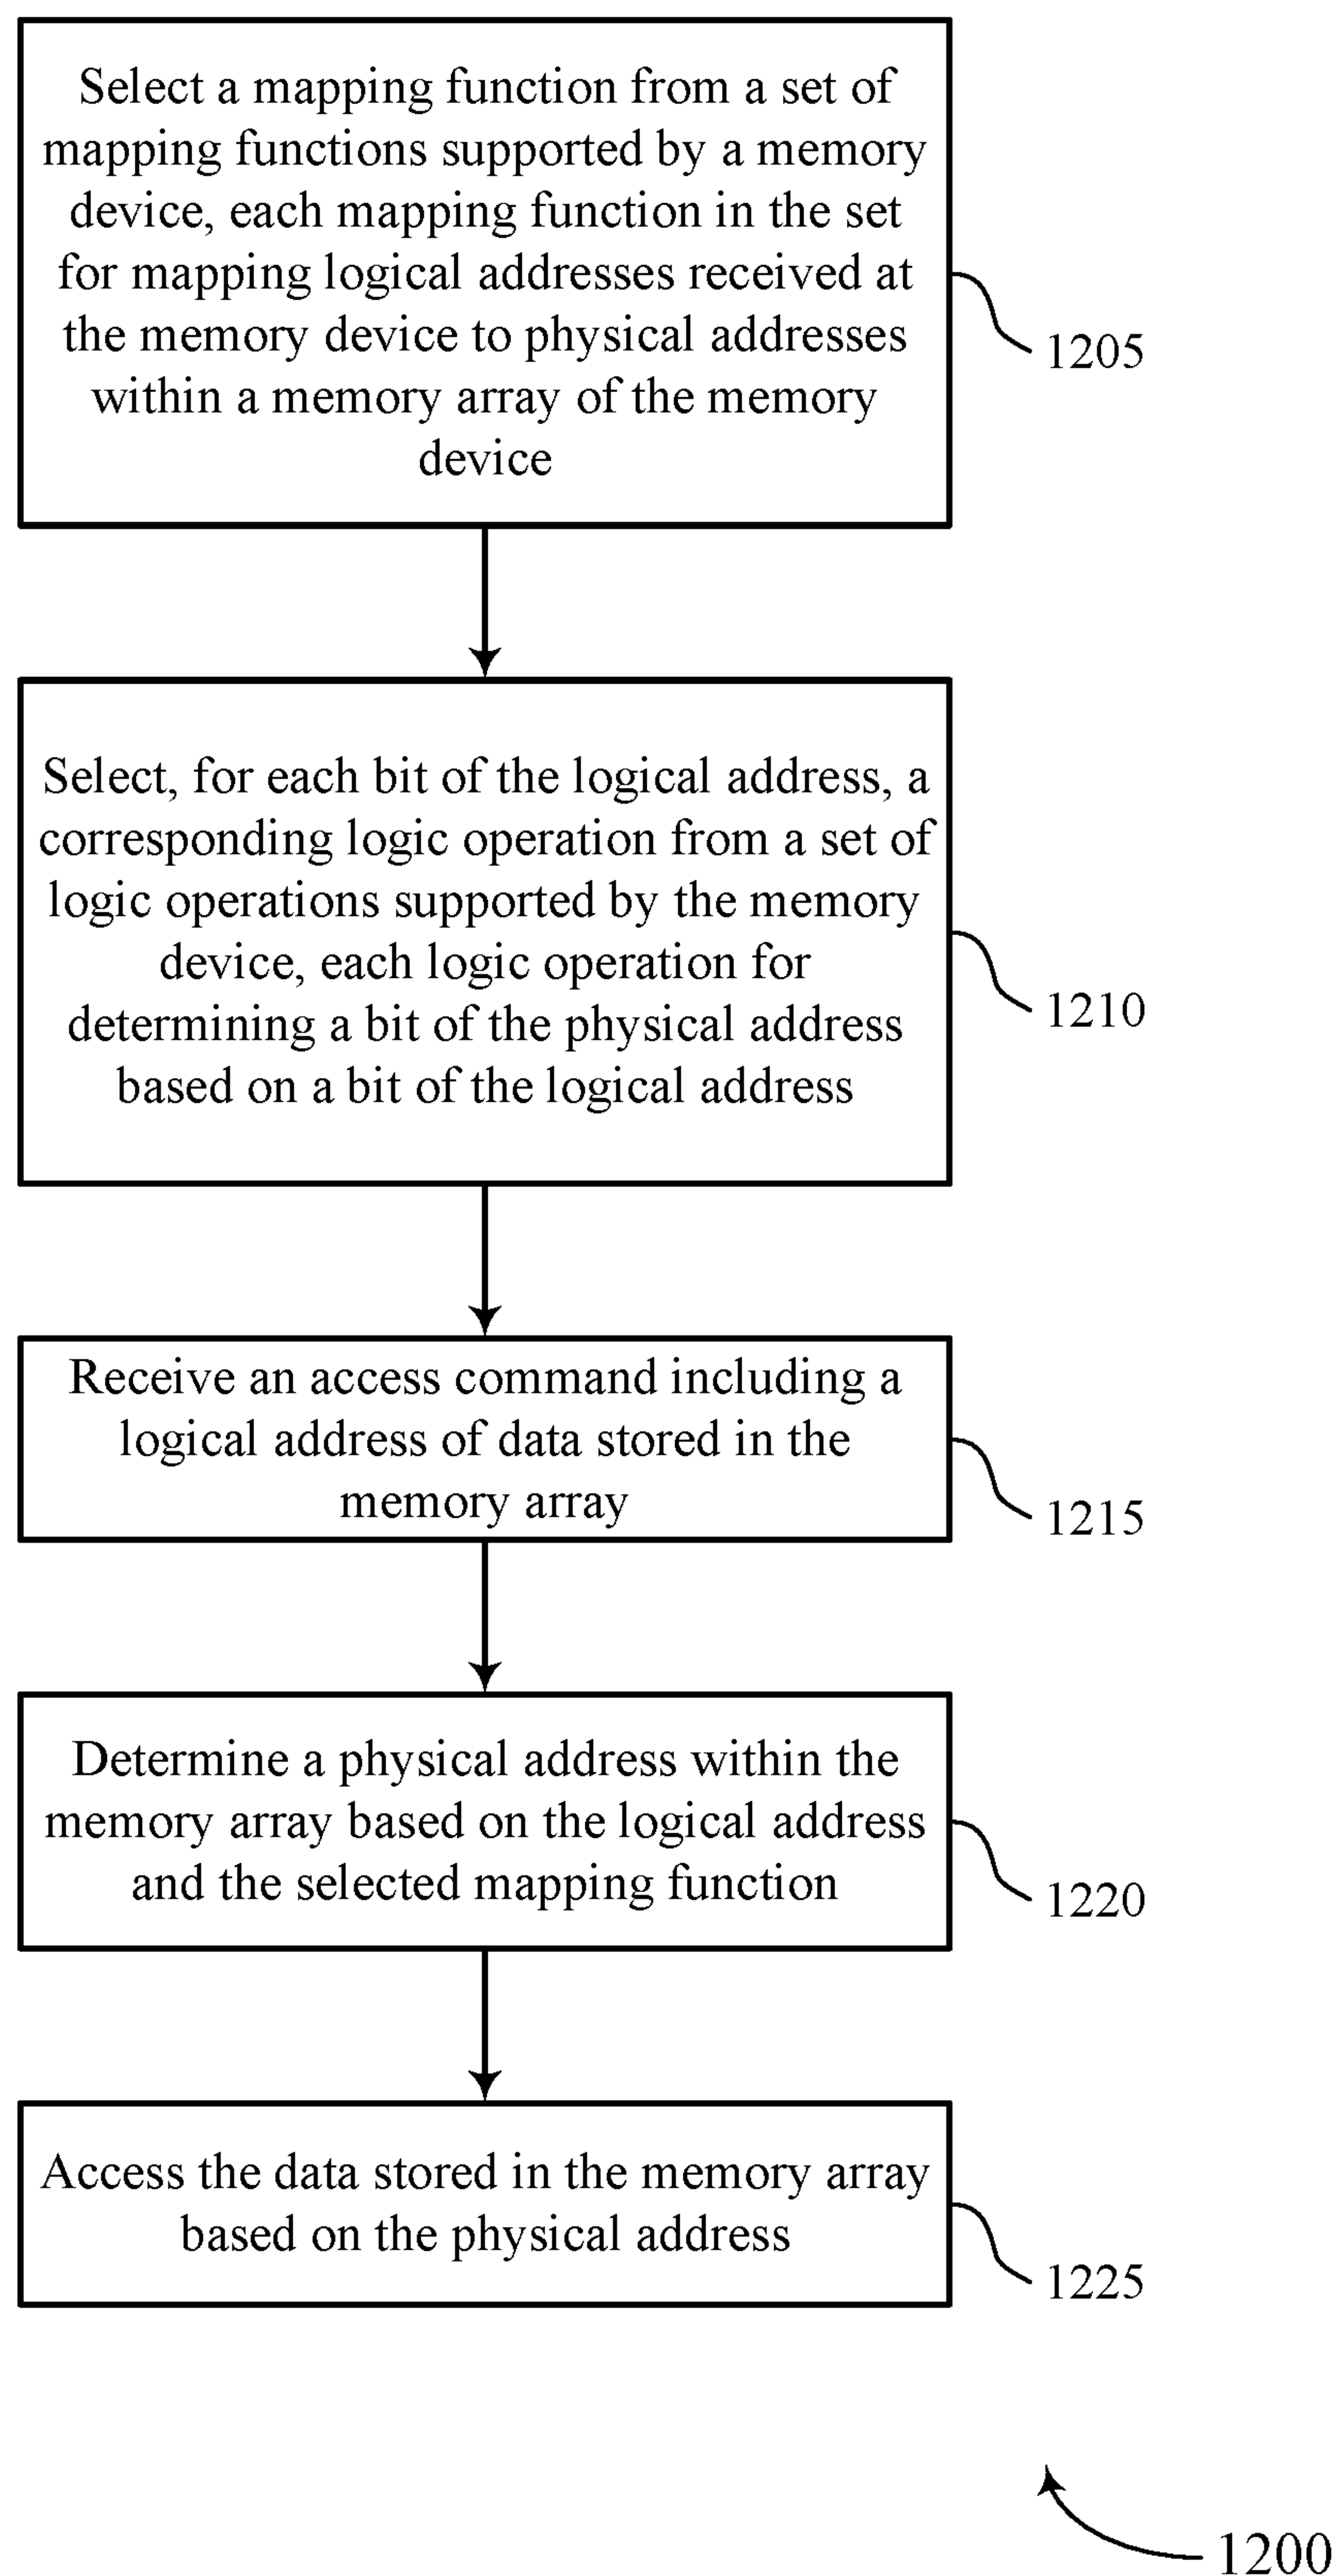 Select a mapping function from a set of
mapping functions supported by a memory
device, each mapping function in the set
for mapping logical addresses received at
the memory device to physical addresses
within a memory array of the memory
device
1205
Select, for each bit of the logical address, a
corresponding logic operation from a set of
logic operations supported by the memory
device, each logic operation for
determining a bit of the physical address
based on a bit of the logical address
1210
Receive an access command including a
logical address of data stored in the
memory array
1215
Determine a physical address within the
memory array based on the logical address
and the selected mapping function
1220
Access the data stored in the memory array
based on the physical address
1225
1200